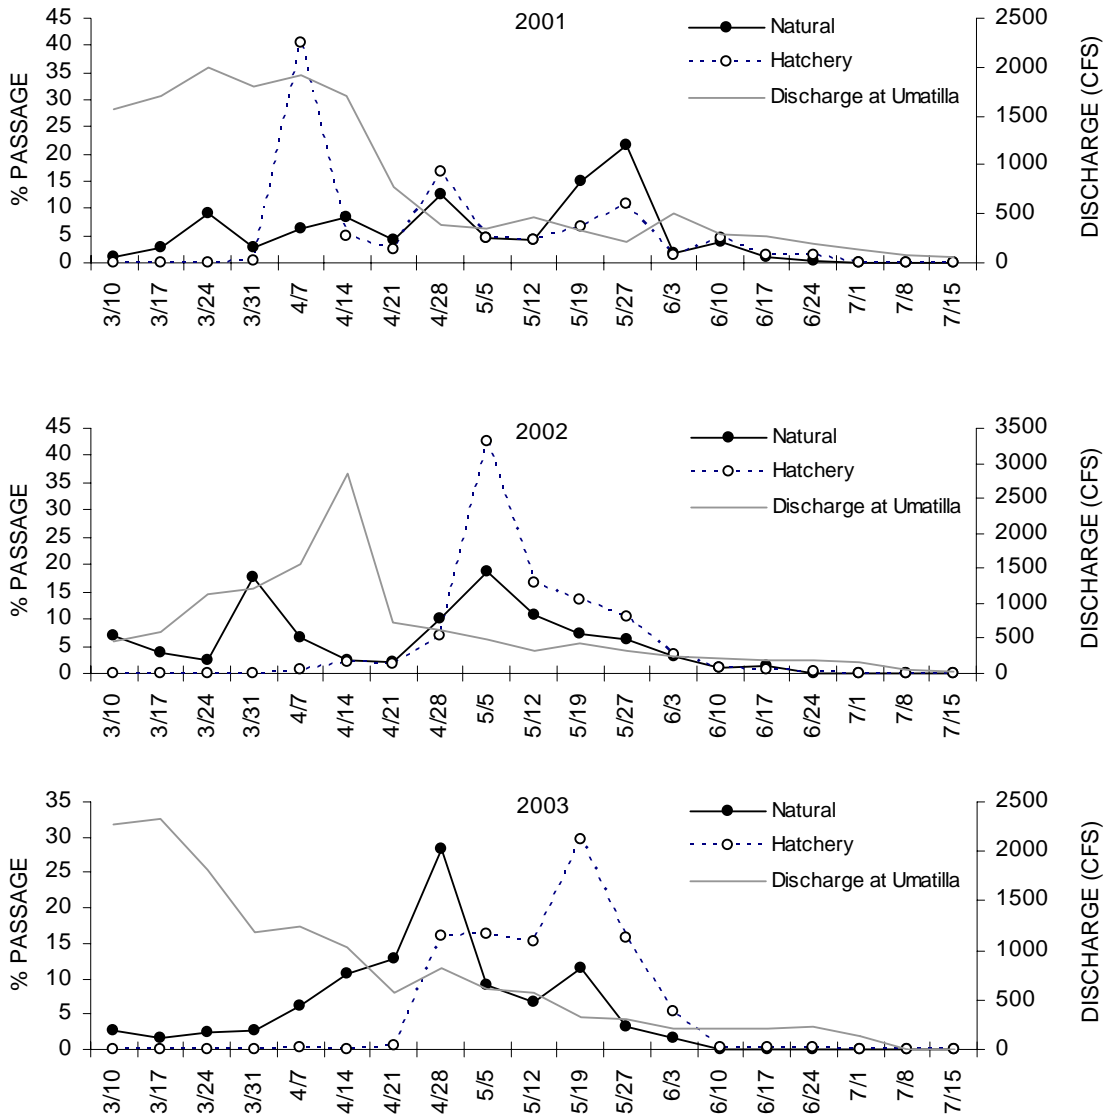 2001
Natural
Hatchery
Discharge at Umatilla
% PASSAGE
45
40
35
30
25
20
15
10
5
0
2500
2000
1500
1000
500
0
DISCHARGE (CFS)
3/10 3/17 3/24 3/31 4/7 4/14 4/21 4/28 5/5 5/12 5/19 5/27 6/3 6/10 6/17 6/24 7/1 7/8 7/15
2002
Natural
Hatchery
Discharge at Umatilla
% PASSAGE
45
40
35
30
25
20
15
10
5
0
3500
3000
2500
2000
1500
1000
500
0
DISCHARGE (CFS)
3/10 3/17 3/24 3/31 4/7 4/14 4/21 4/28 5/5 5/12 5/19 5/27 6/3 6/10 6/17 6/24 7/1 7/8 7/15
2003
Natural
Hatchery
Discharge at Umatilla
% PASSAGE
35
30
25
20
15
10
5
0
2500
2000
1500
1000
500
0
DISCHARGE (CFS)
3/10 3/17 3/24 3/31 4/7 4/14 4/21 4/28 5/5 5/12 5/19 5/27 6/3 6/10 6/17 6/24 7/1 7/8 7/15